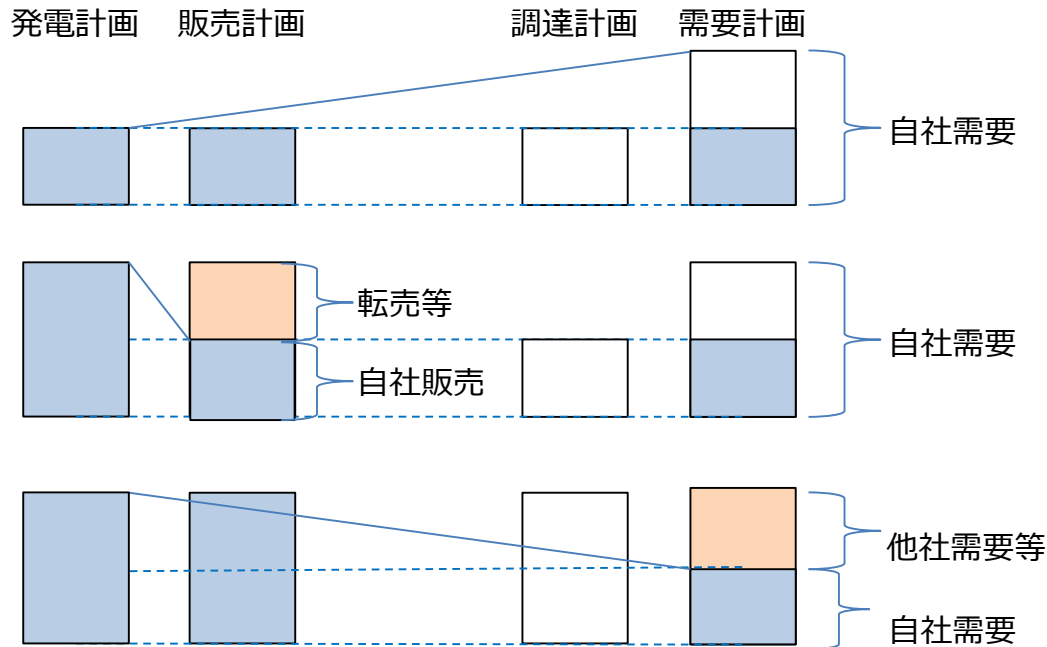 発電計画 販売計画 調達計画 需要計画
自社需要
転売等
自社需要
自社販売
他社需要等
自社需要